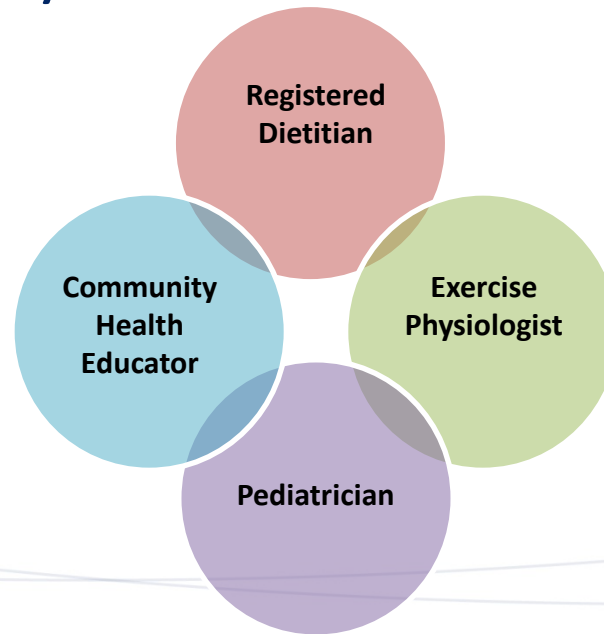 Registered
Dietitian
Community
Health
Educator
Exercise
Physiologist
Pediatrician